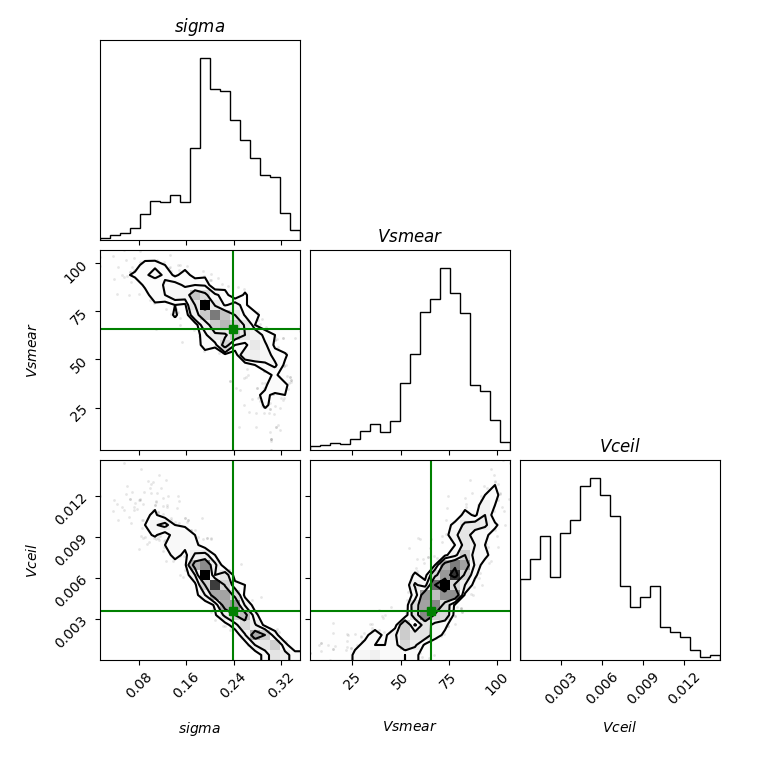 sigma
Vsmear
100
75
50
25
Vsmear
Vceil
0.012
0.009
0.006
0.003
Vceil
0.08 0.16 0.24 0.32
25 50 75 100
0.003 0.006 0.009 0.012
sigma
Vsmear
Vceil